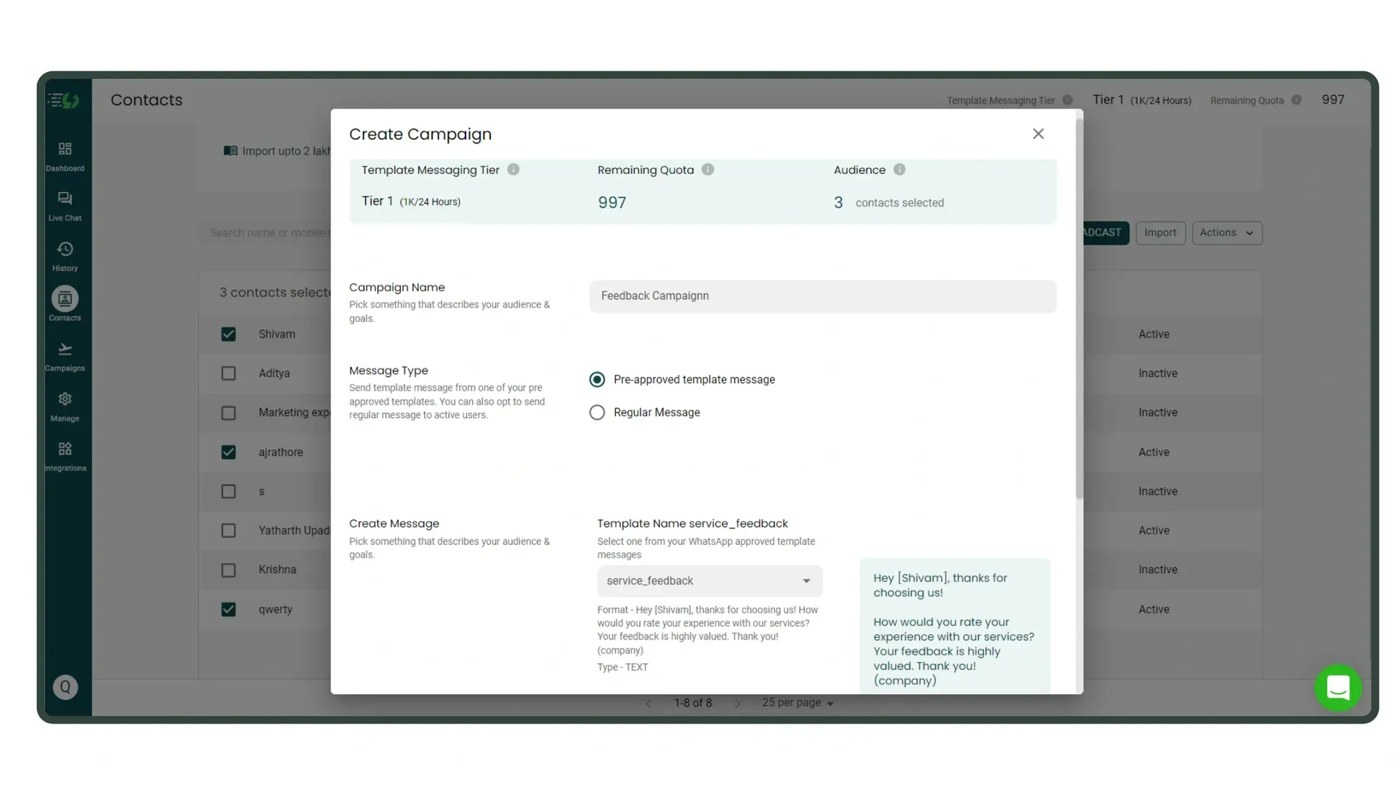 Contacts
Template Messaging Tier Tier 1 (1K/24 Hours) Remaining Quota 997
Dashboard
Live Chat
History
Contacts
Campaigns
Manage
Integrations
Q
Import upto 2 lakh
Search name or mobile
ADCAST Import Actions
3 contacts selecte
Shivam Active
Aditya Inactive
Marketing exp Inactive
ajrathore Active
s Inactive
Yatharth Upad Active
Krishna Inactive
qwerty Active
1-8 of 8 25 per page
Create Campaign
Template Messaging Tier Remaining Quota Audience
Tier 1 (1K/24 Hours) 997 3 contacts selected
Campaign Name
Pick something that describes your audience &
goals.
Feedback Campaignn
Message Type
Send template message from one of your pre
approved templates. You can also opt to send
regular message to active users.
Pre-approved template message
Regular Message
Create Message
Pick something that describes your audience &
goals.
Template Name service_feedback
Select one from your WhatsApp approved template
messages
service_feedback
Format - Hey [Shivam], thanks for choosing us! How
would you rate your experience with our services?
Your feedback is highly valued. Thank you!
(company)
Type - TEXT
Hey [Shivam], thanks for
choosing us!
How would you rate your
experience with our services?
Your feedback is highly
valued. Thank you!
(company)